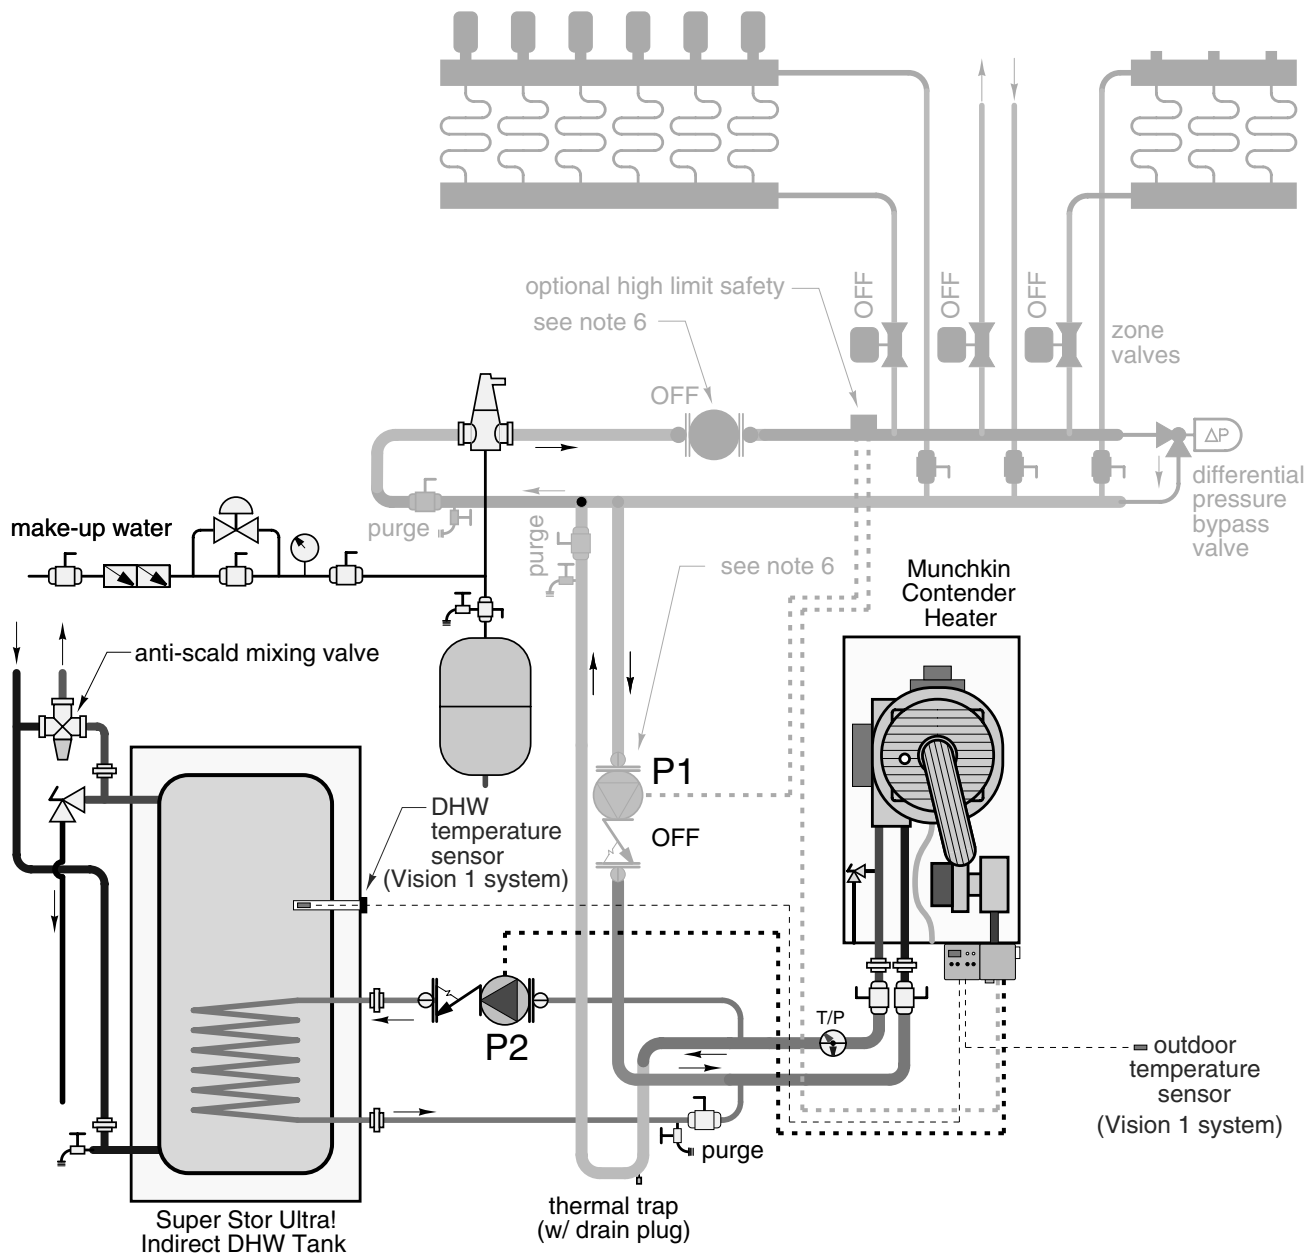 OFF
OFF
OFF
optional high limit safety
see note 6
zone
valves
OFF
ΔP
differential
pressure
bypass
valve
purge
purge
make-up water
see note 6
Munchkin
Contender
Heater
anti-scald mixing valve
P1
OFF
DHW
temperature
sensor
(Vision 1 system)
P2
T/P
outdoor
temperature
sensor
(Vision 1 system)
purge
thermal trap
(w/ drain plug)
Super Stor Ultra!
Indirect DHW Tank